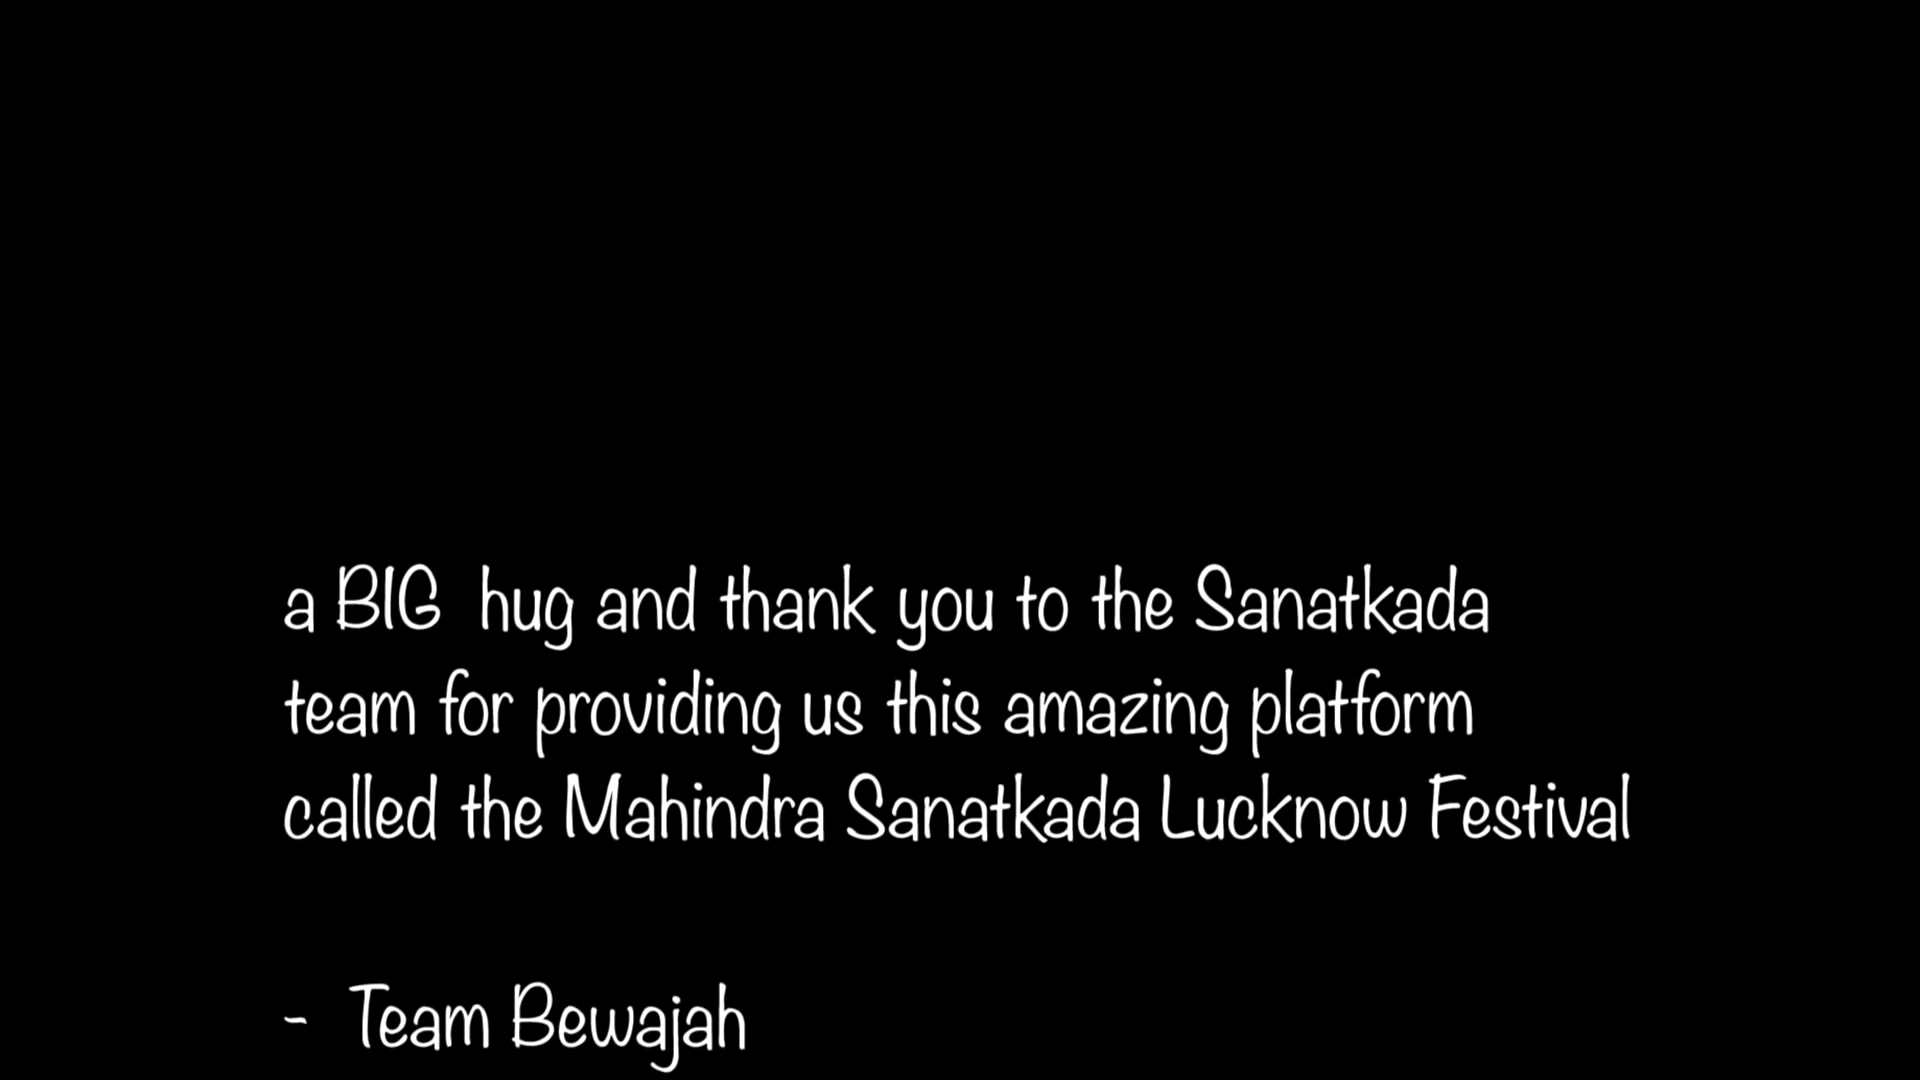 a BIG  hug and thank you to the Sanatkada
team for providing us this amazing platform
called the Mahindra Sanatkada Lucknow Festival
-  Team Bewajah